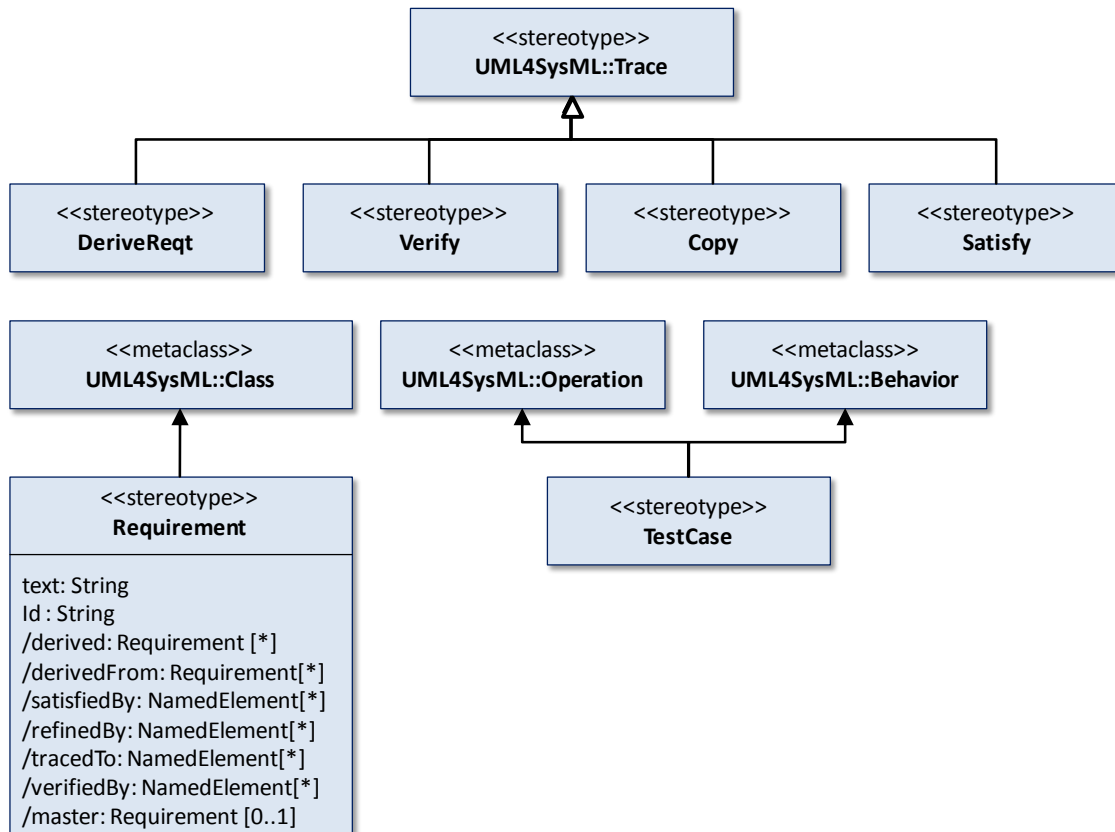 <<stereotype>>
UML4SysML::Trace
<<stereotype>>
DeriveReqt
<<stereotype>>
Verify
<<stereotype>>
Copy
<<stereotype>>
Satisfy
<<metaclass>>
UML4SysML::Class
<<metaclass>>
UML4SysML::Operation
<<metaclass>>
UML4SysML::Behavior
<<stereotype>>
Requirement
text: String
Id : String
/derived: Requirement [*]
/derivedFrom: Requirement[*]
/satisfiedBy: NamedElement[*]
/refinedBy: NamedElement[*]
/tracedTo: NamedElement[*]
/verifiedBy: NamedElement[*]
/master: Requirement [0..1]
<<stereotype>>
TestCase